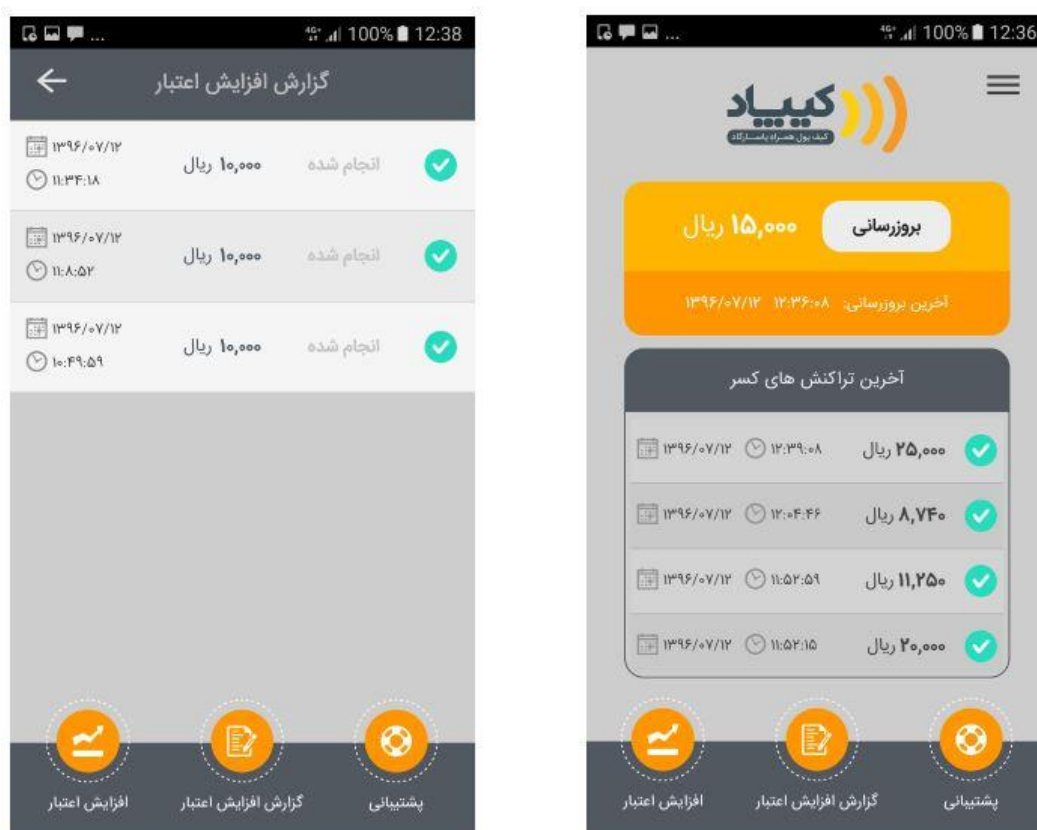 ... 4G+ 100% 12:38
گزارش افزایش اعتبار
۱۳۹۶/۰۷/۱۲
۱۱:۳۴:۱۸
۱۰,۰۰۰ ریال
انجام شده
۱۳۹۶/۰۷/۱۲
۱۱:۸:۵۲
۱۰,۰۰۰ ریال
انجام شده
۱۳۹۶/۰۷/۱۲
۱۰:۴۹:۵۹
۱۰,۰۰۰ ریال
انجام شده
پشتیبانی
گزارش افزایش اعتبار
افزایش اعتبار
... 4G+ 100% 12:36
کیپاد
کیف پول همراه پاسارگاد
بروزرسانی
۱۵,۰۰۰ ریال
آخرین بروزرسانی: ۱۲:۳۶:۰۸ ۱۳۹۶/۰۷/۱۲
آخرین تراکنش های کسر
۲۵,۰۰۰ ریال ۱۲:۳۹:۰۸ ۱۳۹۶/۰۷/۱۲
۸,۷۴۰ ریال ۱۲:۰۴:۴۶ ۱۳۹۶/۰۷/۱۲
۱۱,۲۵۰ ریال ۱۱:۵۲:۵۹ ۱۳۹۶/۰۷/۱۲
۲۰,۰۰۰ ریال ۱۱:۵۲:۱۵ ۱۳۹۶/۰۷/۱۲
پشتیبانی
گزارش افزایش اعتبار
افزایش اعتبار